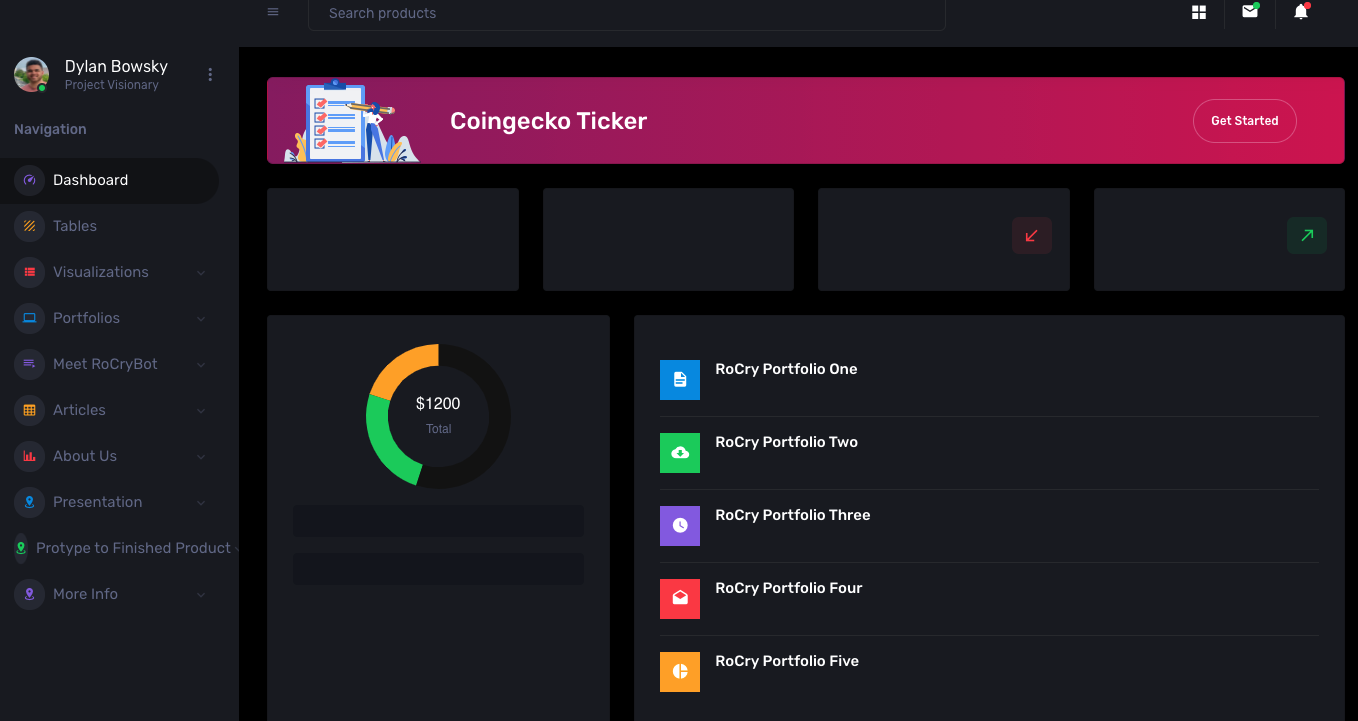 Search products
Dylan Bowsky
Project Visionary
Navigation
Dashboard
Tables
Visualizations
Portfolios
Meet RoCryBot
Articles
About Us
Presentation
Protype to Finished Product
More Info
Coingecko Ticker
Get Started
$1200
Total
RoCry Portfolio One
RoCry Portfolio Two
RoCry Portfolio Three
RoCry Portfolio Four
RoCry Portfolio Five